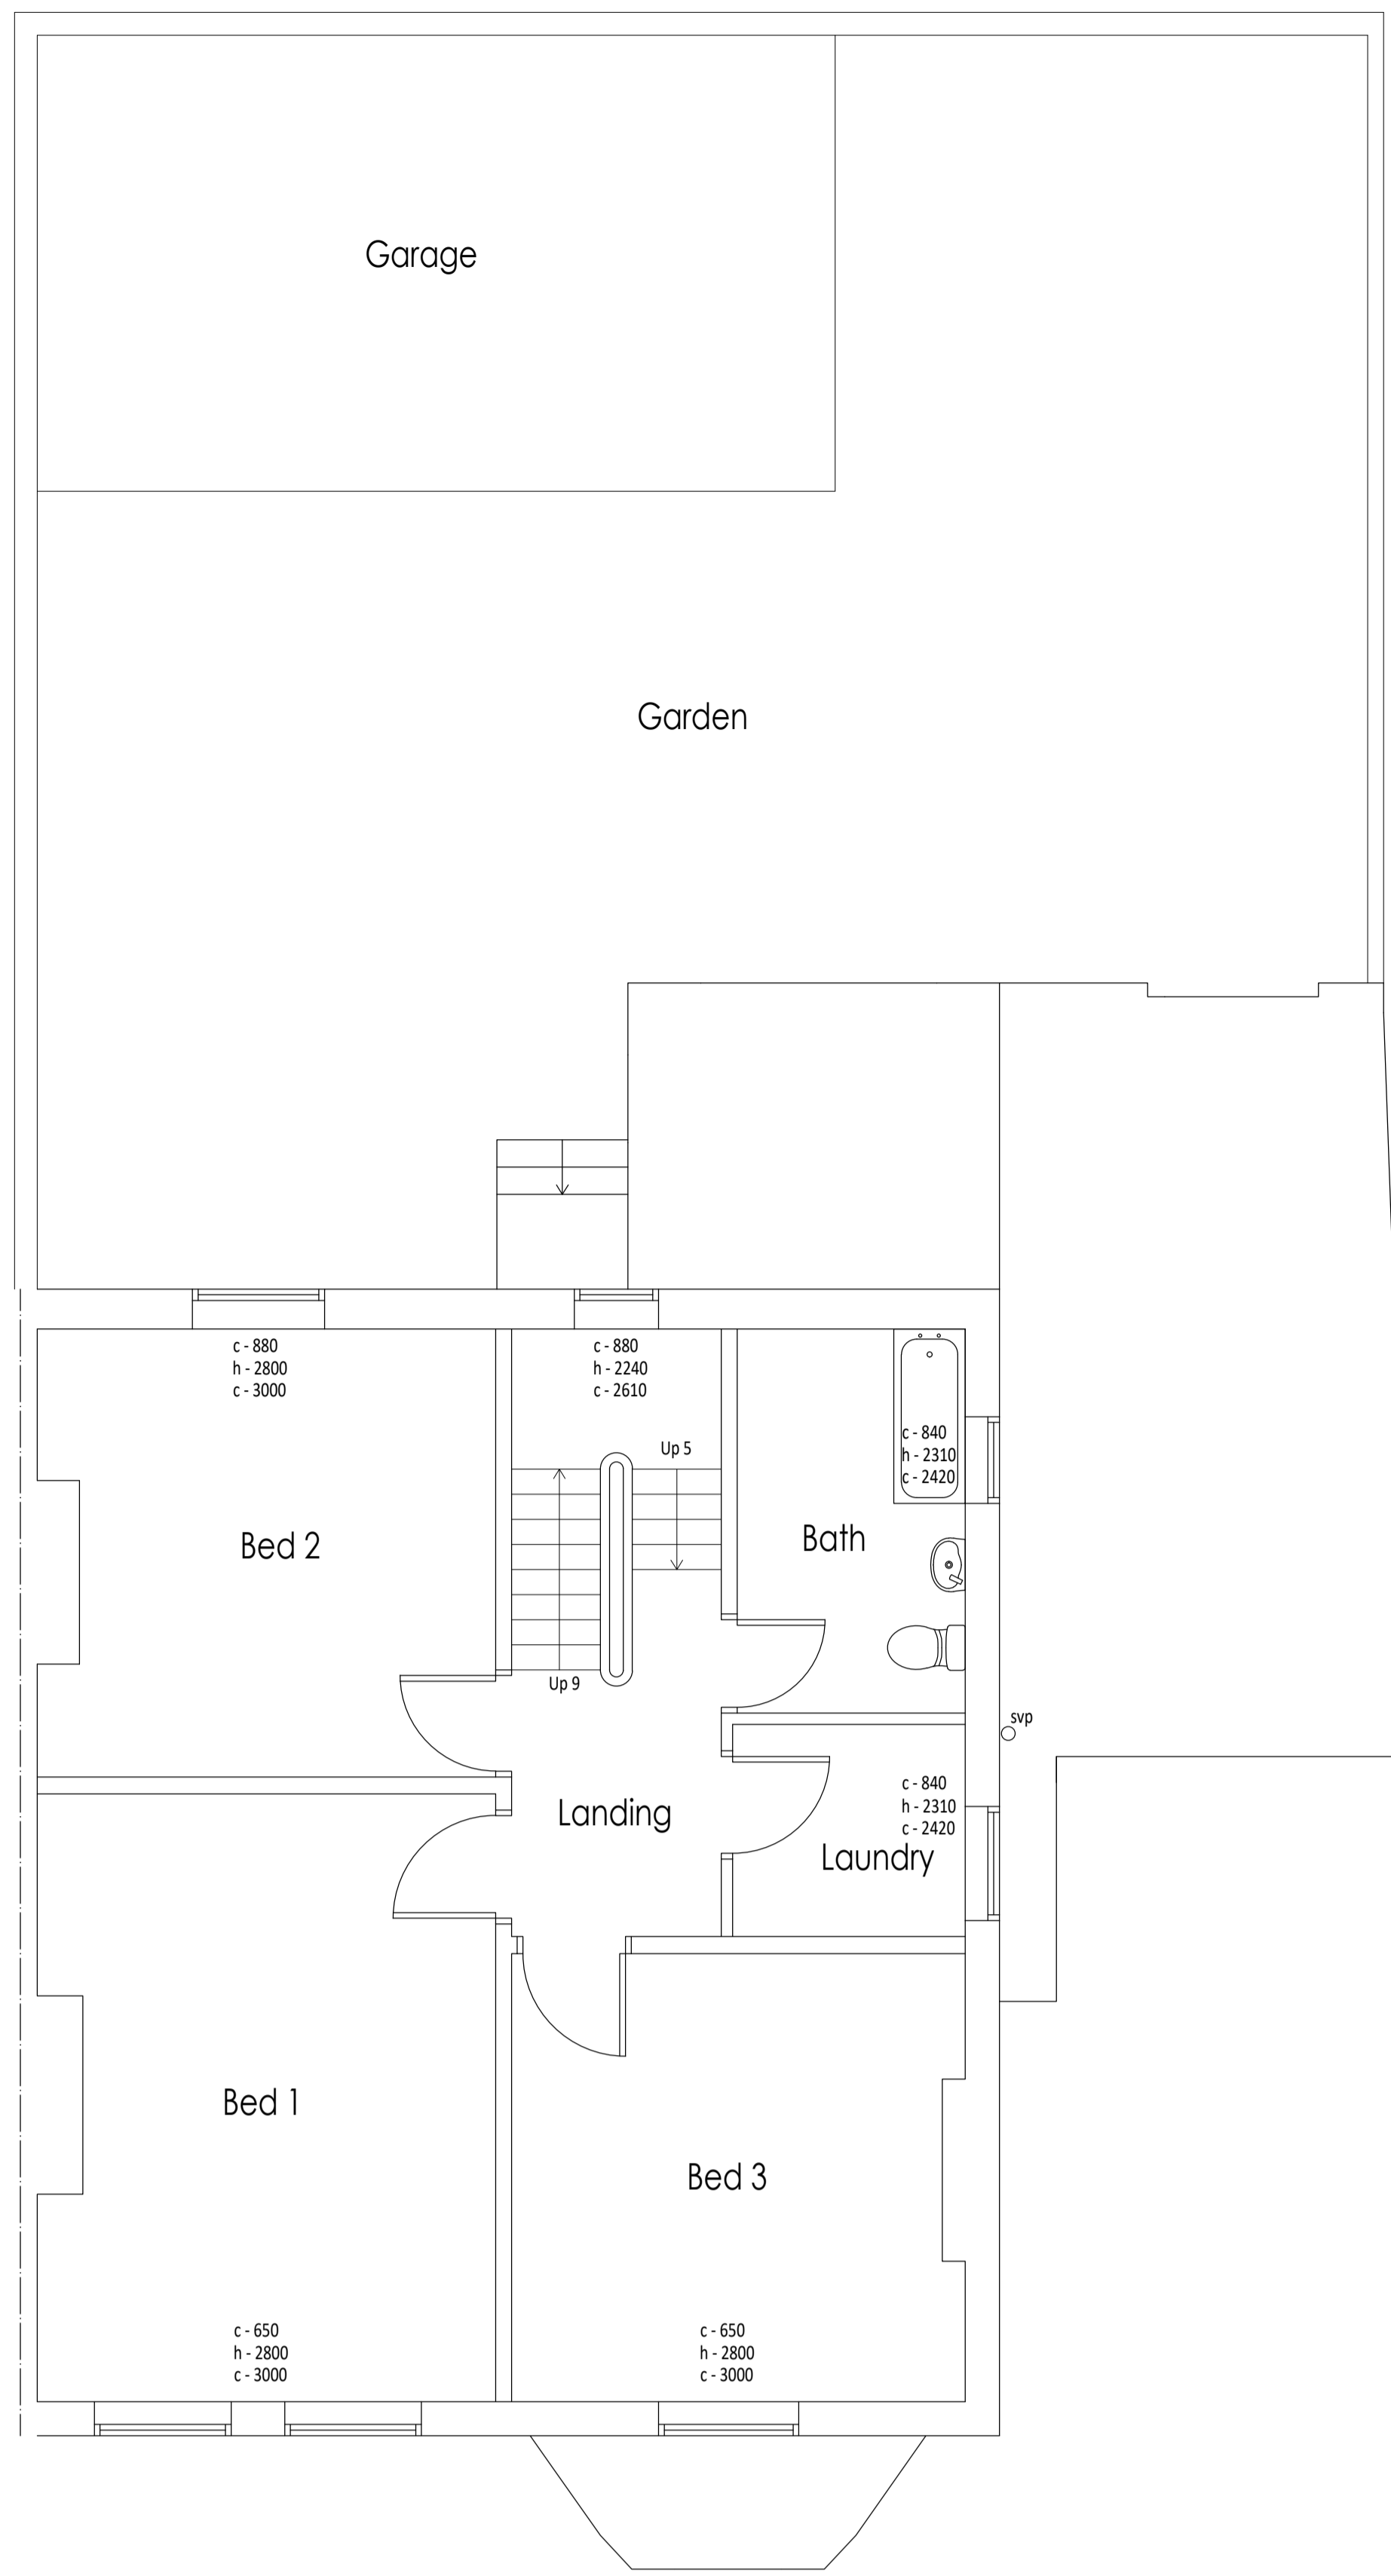 Garage
Garden
c - 880
h - 2800
c - 3000
c - 880
h - 2240
c - 2610
c - 840
h - 2310
c - 2420
Up 5
Bed 2
Bath
Up 9
svp
c - 840
h - 2310
c - 2420
Landing
Laundry
Bed 1
Bed 3
c - 650
h - 2800
c - 3000
c - 650
h - 2800
c - 3000